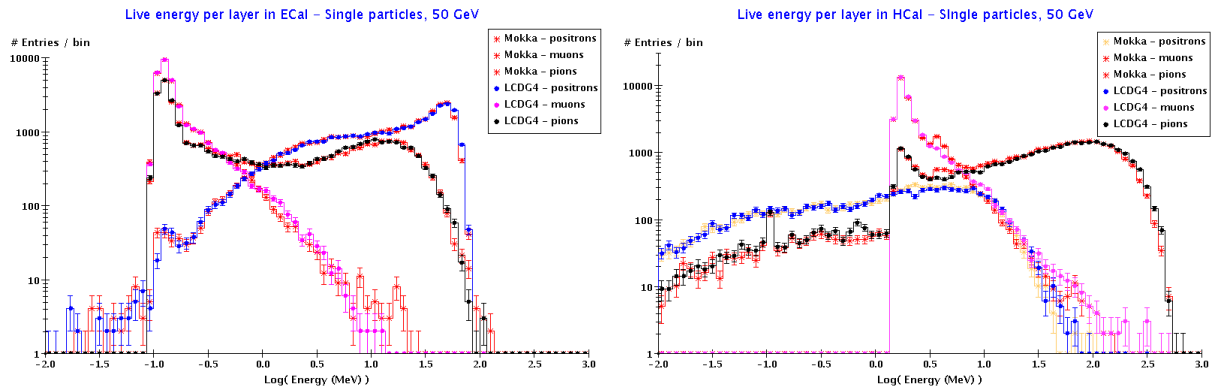 Live energy per layer in ECal – Single particles, 50 GeV
# Entries / bin
10000
1000
100
10
1
-2.0 -1.5 -1.0 -0.5 0.0 0.5 1.0 1.5 2.0 2.5 3.0
Log( Energy (MeV) )
Mokka – positrons
Mokka – muons
Mokka – pions
LCDG4 – positrons
LCDG4 – muons
LCDG4 – pions
Live energy per layer in HCal – SIngle particles, 50 GeV
# Entries / bin
10000
1000
100
10
1
-2.0 -1.5 -1.0 -0.5 0.0 0.5 1.0 1.5 2.0 2.5 3.0
Log( Energy (MeV) )
Mokka – positrons
Mokka – muons
Mokka – pions
LCDG4 – positrons
LCDG4 – muons
LCDG4 – pions